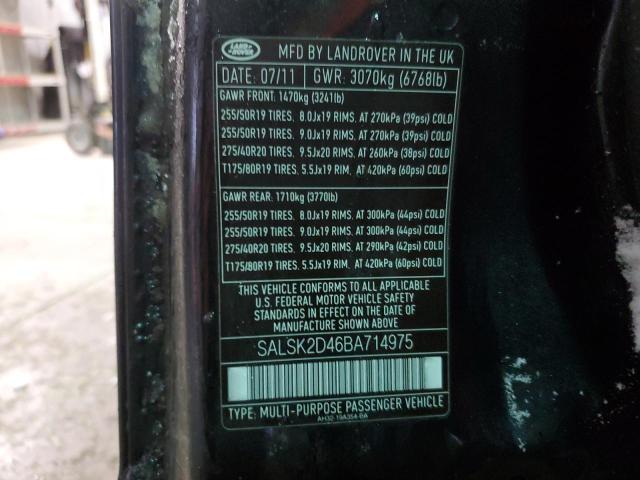 LAND ROVER
MFD BY LANDROVER IN THE UK
DATE: 07/11 GWR: 3070kg (6768lb)
GAWR FRONT: 1470kg (3241lb)
255/50R19 TIRES. 8.0Jx19 RIMS. AT 270kPa (39psi) COLD
255/50R19 TIRES. 9.0Jx19 RIMS. AT 270kPa (39psi) COLD
275/40R20 TIRES. 9.5Jx20 RIMS. AT 260kPa (38psi) COLD
T175/80R19 TIRES. 5.5Jx19 RIM. AT 420kPa (60psi) COLD
GAWR REAR: 1710kg (3770lb)
255/50R19 TIRES. 8.0Jx19 RIMS. AT 300kPa (44psi) COLD
255/50R19 TIRES. 9.0Jx19 RIMS. AT 300kPa (44psi) COLD
275/40R20 TIRES. 9.5Jx20 RIMS. AT 290kPa (42psi) COLD
T175/80R19 TIRES. 5.5Jx19 RIM. AT 420kPa (60psi) COLD
THIS VEHICLE CONFORMS TO ALL APPLICABLE
U.S. FEDERAL MOTOR VEHICLE SAFETY
STANDARDS IN EFFECT ON THE DATE OF
MANUFACTURE SHOWN ABOVE.
SALSK2D46BA714975
TYPE: MULTI-PURPOSE PASSENGER VEHICLE
AH32-19A354-BA